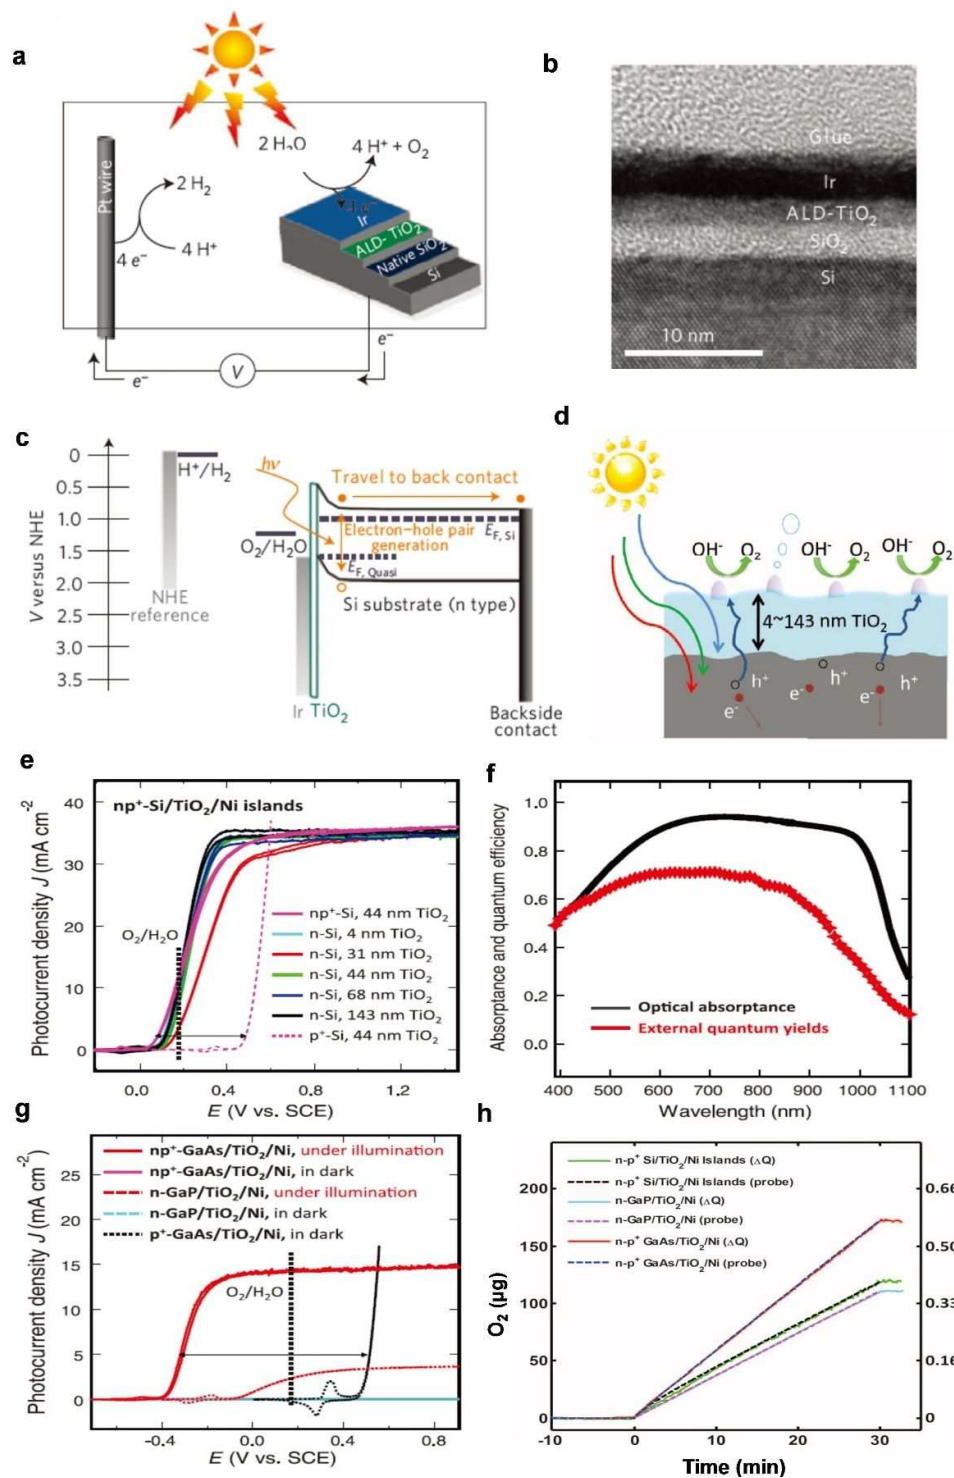 a
2 H₂O
4 H⁺ + O₂
Pt wire
2 H₂
4 H⁺
4 e⁻
4 e⁻
Ir
ALD- TiO₂
Native SiO₂
Si
e⁻
V
e⁻
b
Glue
Ir
ALD-TiO₂
SiO₂
Si
10 nm
c
V versus NHE
0
0.5
1.0
1.5
2.0
2.5
3.0
3.5
H⁺/H₂
NHE
reference
hν
Travel to back contact
O₂/H₂O
Electron–hole pair
generation
E F, Si
E F, Quasi
Si substrate (n type)
Ir TiO₂
Backside
contact
d
OH⁻ O₂
OH⁻ O₂
OH⁻ O₂
4~143 nm TiO₂
h⁺
e⁻
e⁻
e⁻
h⁺
e
np⁺-Si/TiO₂/Ni islands
Photocurrent density J (mA cm⁻²)
40
30
20
10
0
O₂/H₂O
np⁺-Si, 44 nm TiO₂
n-Si, 4 nm TiO₂
n-Si, 31 nm TiO₂
n-Si, 44 nm TiO₂
n-Si, 68 nm TiO₂
n-Si, 143 nm TiO₂
p⁺-Si, 44 nm TiO₂
0.0 0.4 0.8 1.2
E (V vs. SCE)
f
Absorptance and quantum efficiency
1.0
0.8
0.6
0.4
0.2
0.0
Optical absorptance
External quantum yields
400 500 600 700 800 900 1000 1100
Wavelength (nm)
g
Photocurrent density J (mA cm⁻²)
25
20
15
10
5
0
np⁺-GaAs/TiO₂/Ni, under illumination
np⁺-GaAs/TiO₂/Ni, in dark
n-GaP/TiO₂/Ni, under illumination
n-GaP/TiO₂/Ni, in dark
p⁺-GaAs/TiO₂/Ni, in dark
O₂/H₂O
-0.4 0.0 0.4 0.8
E (V vs. SCE)
h
O₂ (µg)
200
150
100
50
0
n-p⁺ Si/TiO₂/Ni Islands (ΔQ)
n-p⁺ Si/TiO₂/Ni Islands (probe)
n-GaP/TiO₂/Ni (ΔQ)
n-GaP/TiO₂/Ni (probe)
n-p⁺ GaAs/TiO₂/Ni (ΔQ)
n-p⁺ GaAs/TiO₂/Ni (probe)
0.66
0.50
0.33
0.16
0
-10 0 10 20 30 40
Time (min)